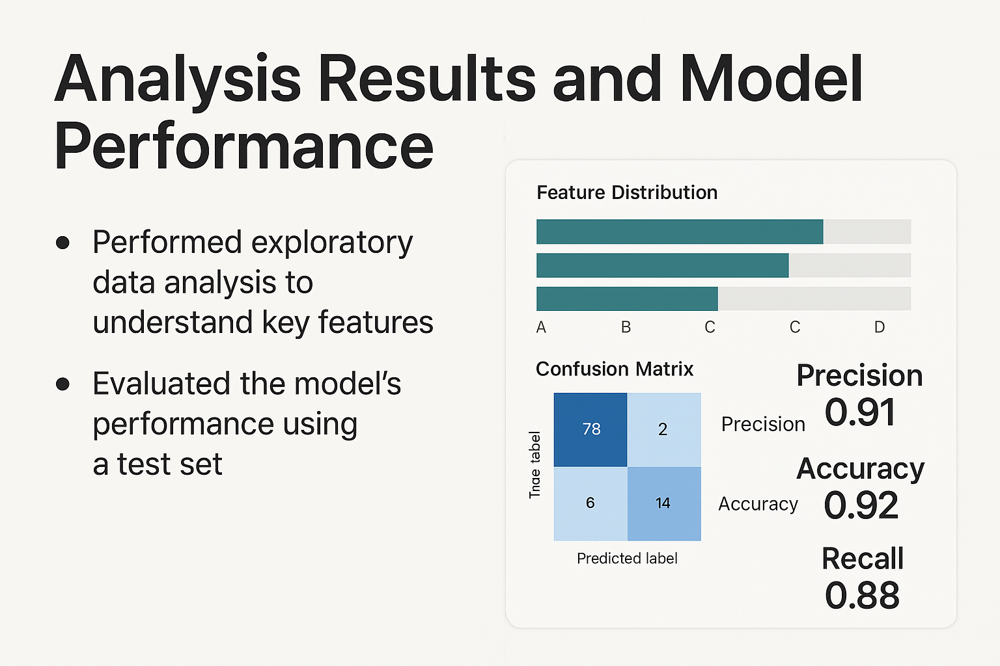 Analysis Results and Model
Performance
• Performed exploratory
data analysis to
understand key features
• Evaluated the model’s
performance using
a test set
Feature Distribution
A B C C D
Confusion Matrix
78 2
6 14
Tnɑe tabel
Predicted label
Precision
Accuracy
Precision
0.91
Accuracy
0.92
Recall
0.88